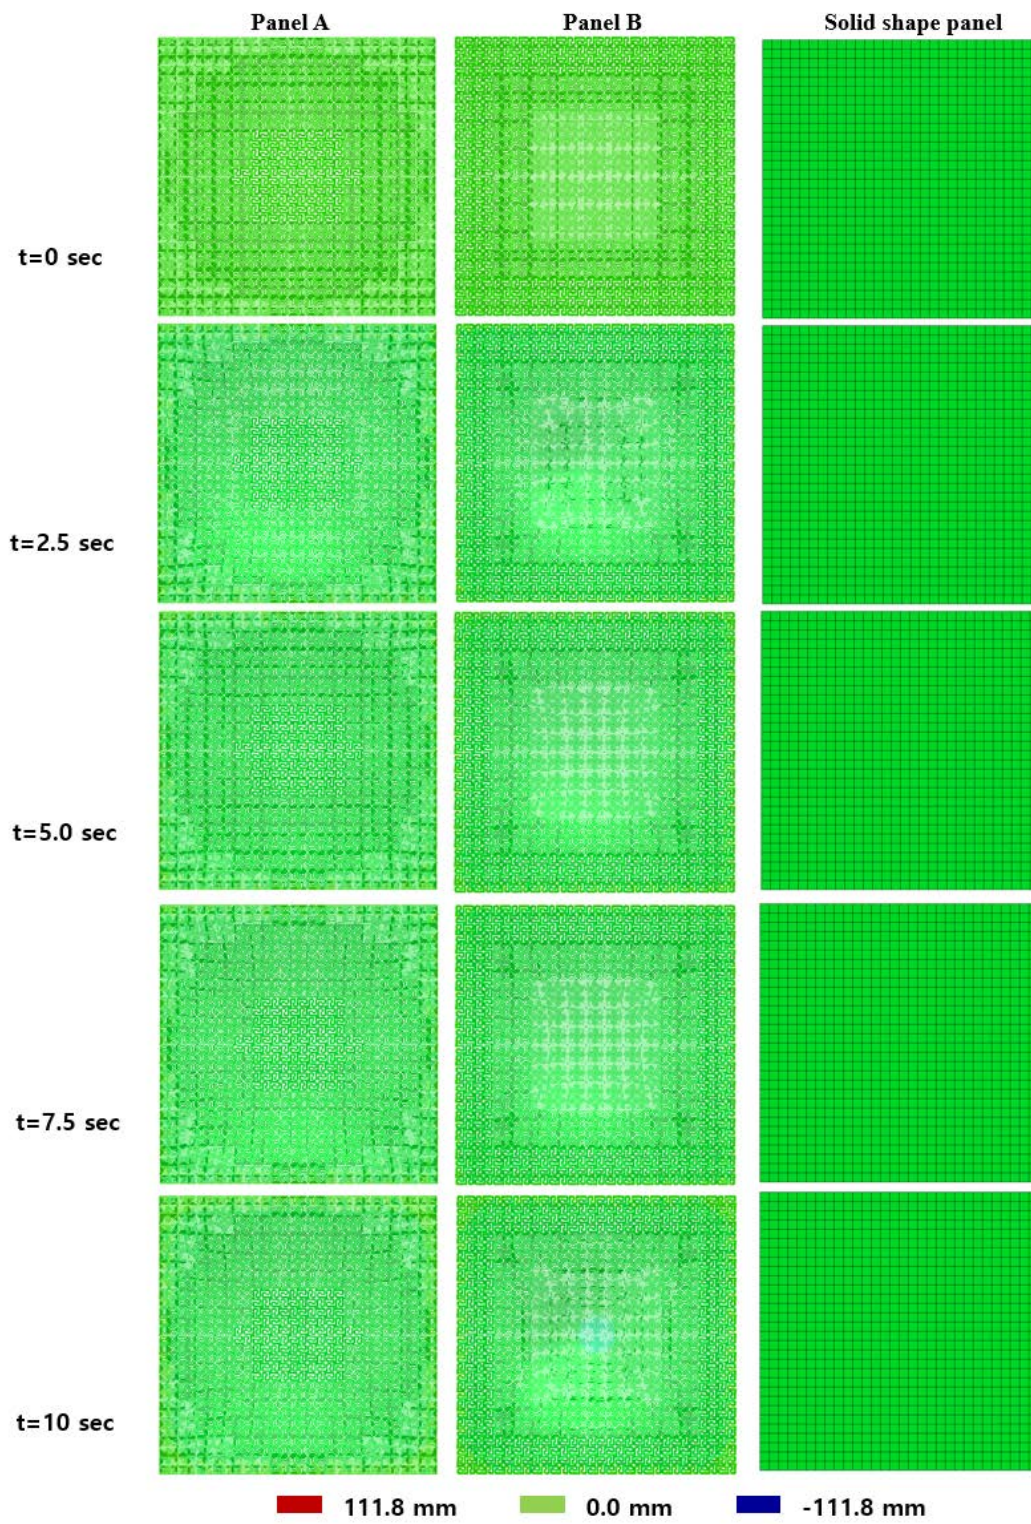 Panel A Panel B Solid shape panel
t=0 sec
t=2.5 sec
t=5.0 sec
t=7.5 sec
t=10 sec
111.8 mm 0.0 mm -111.8 mm